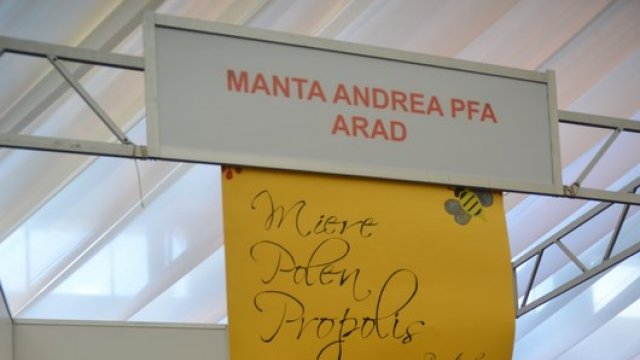 MANTA ANDREA PFA
ARAD
Miere
Polen
Propolis